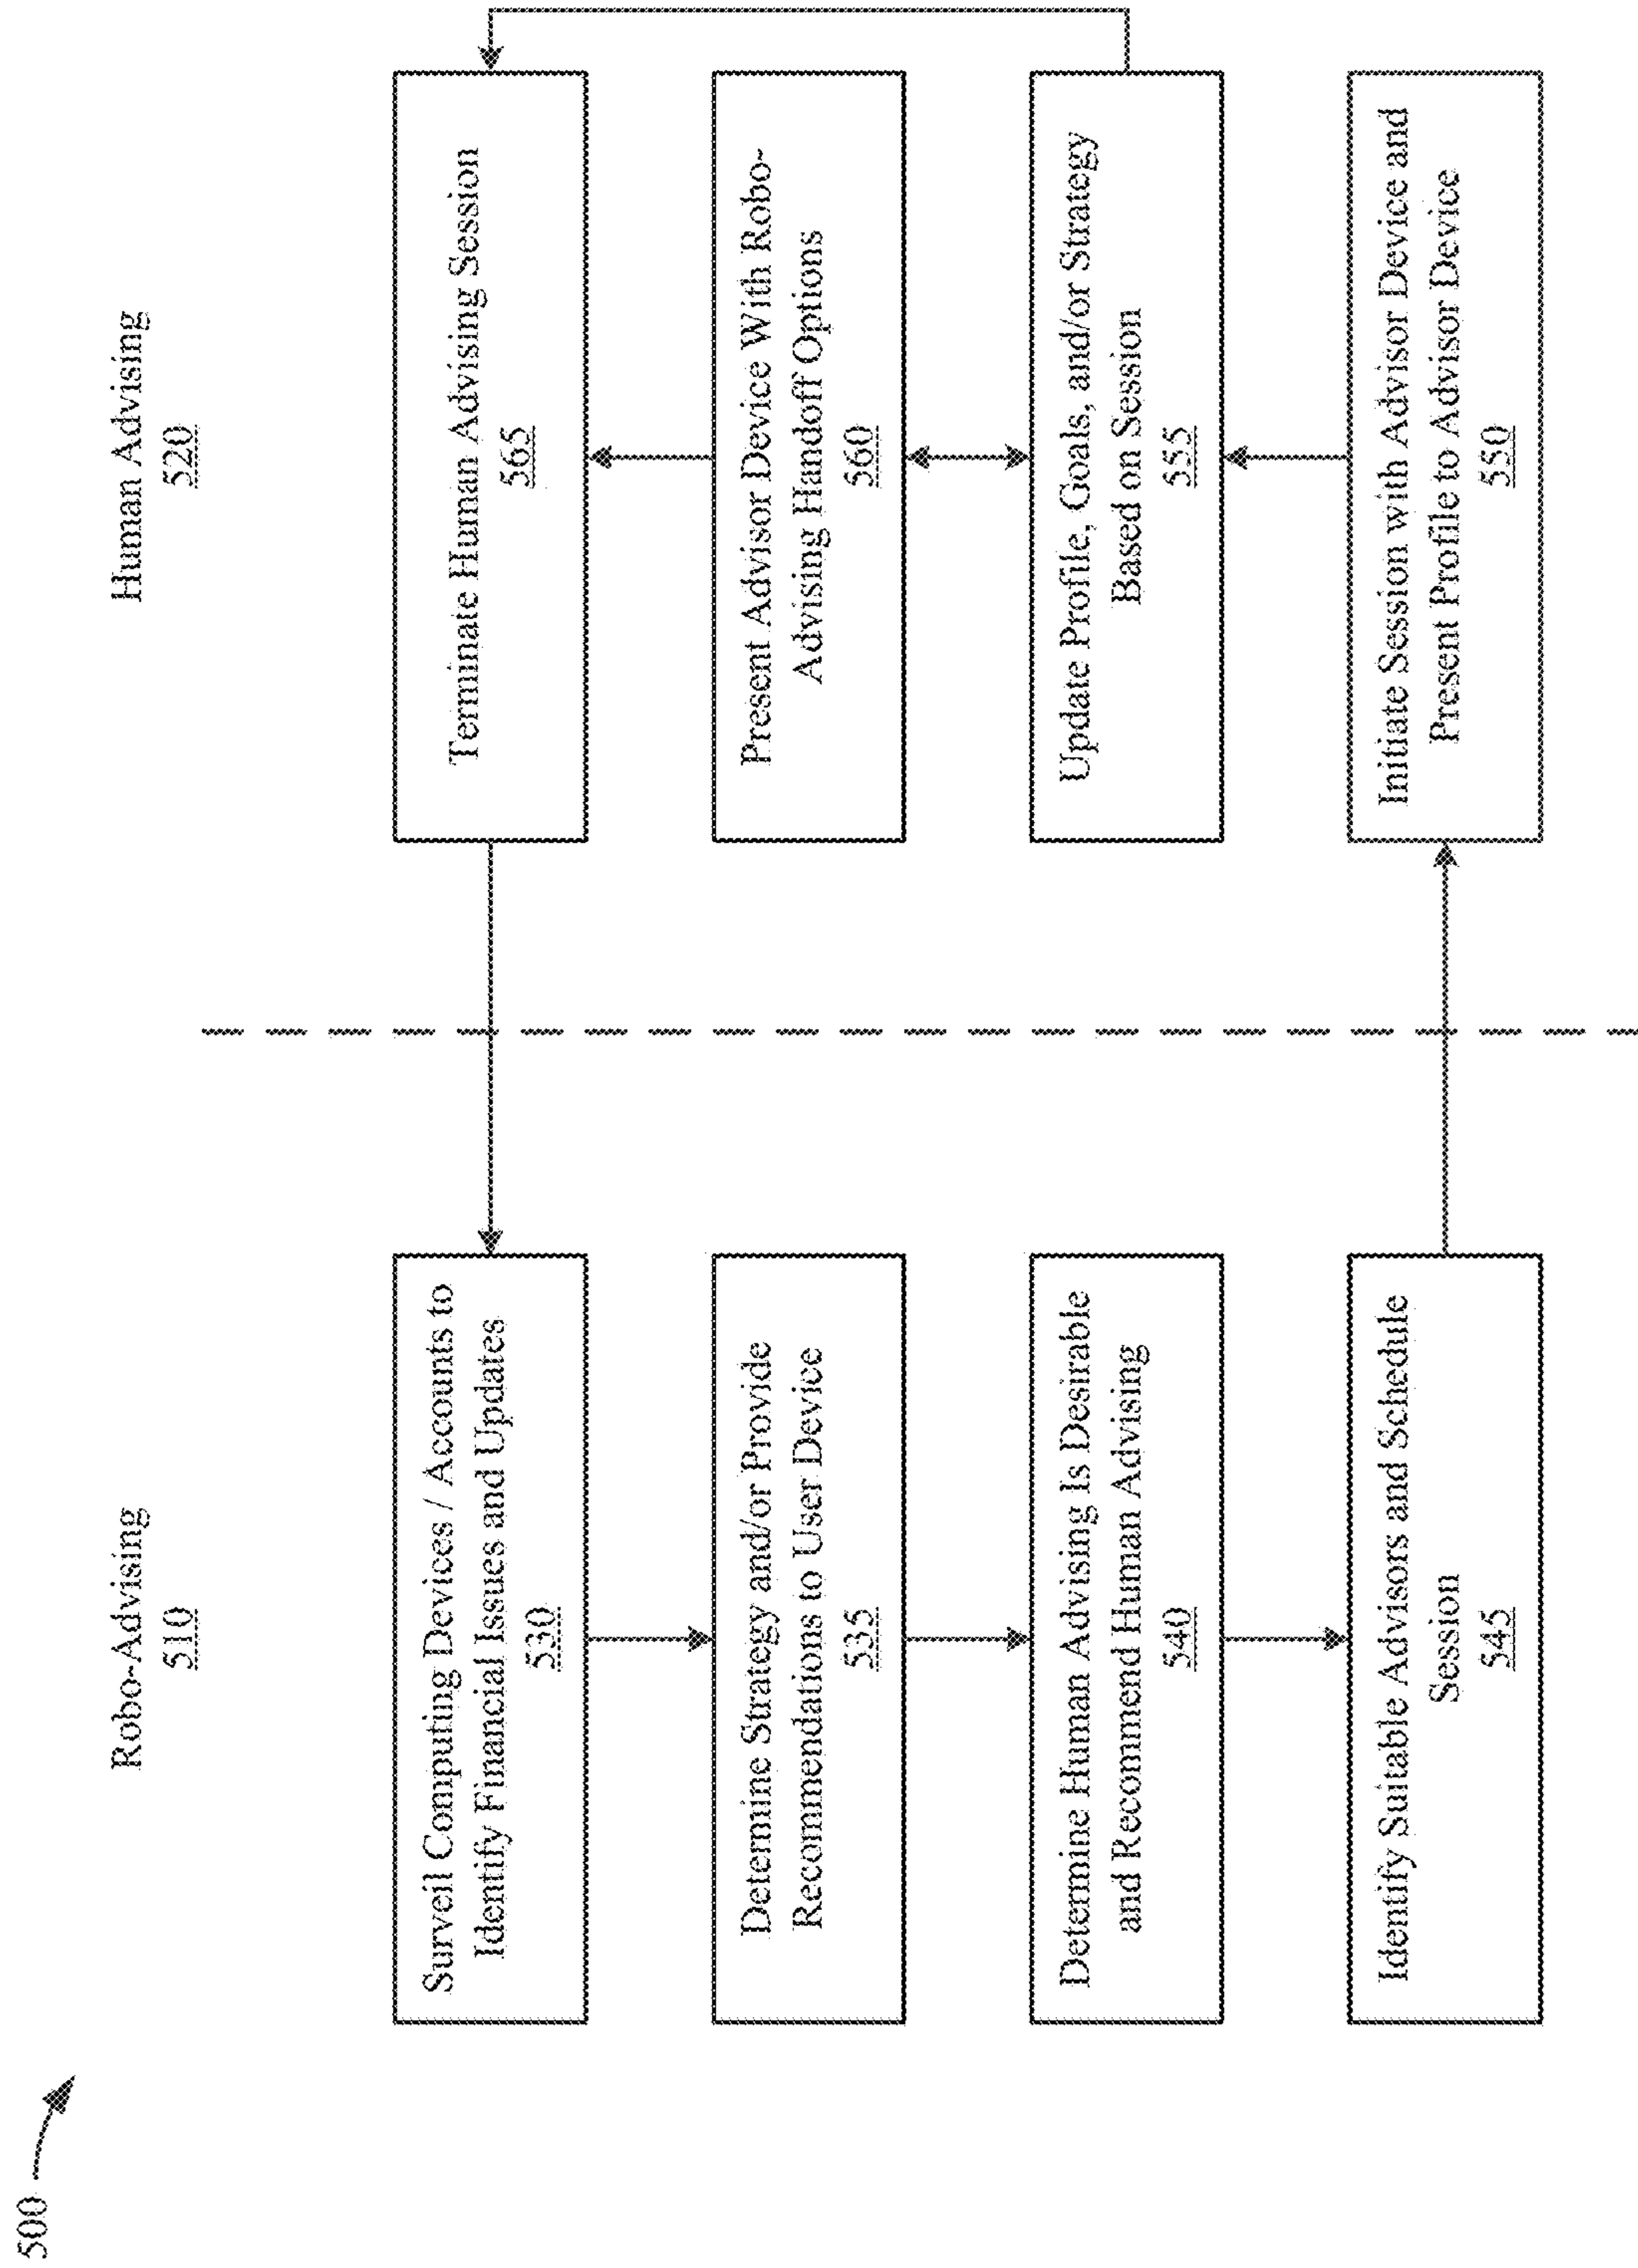 500
Robo-Advising
510
Human Advising
520
Surveil Computing Devices / Accounts to
Identify Financial Issues and Updates
530
Determine Strategy and/or Provide
Recommendations to User Device
535
Determine Human Advising Is Desirable
and Recommend Human Advising
540
Identify Suitable Advisors and Schedule
Session
545
Terminate Human Advising Session
565
Present Advisor Device With Robo-
Advising Handoff Options
560
Update Profile, Goals, and/or Strategy
Based on Session
555
Initiate Session with Advisor Device and
Present Profile to Advisor Device
550